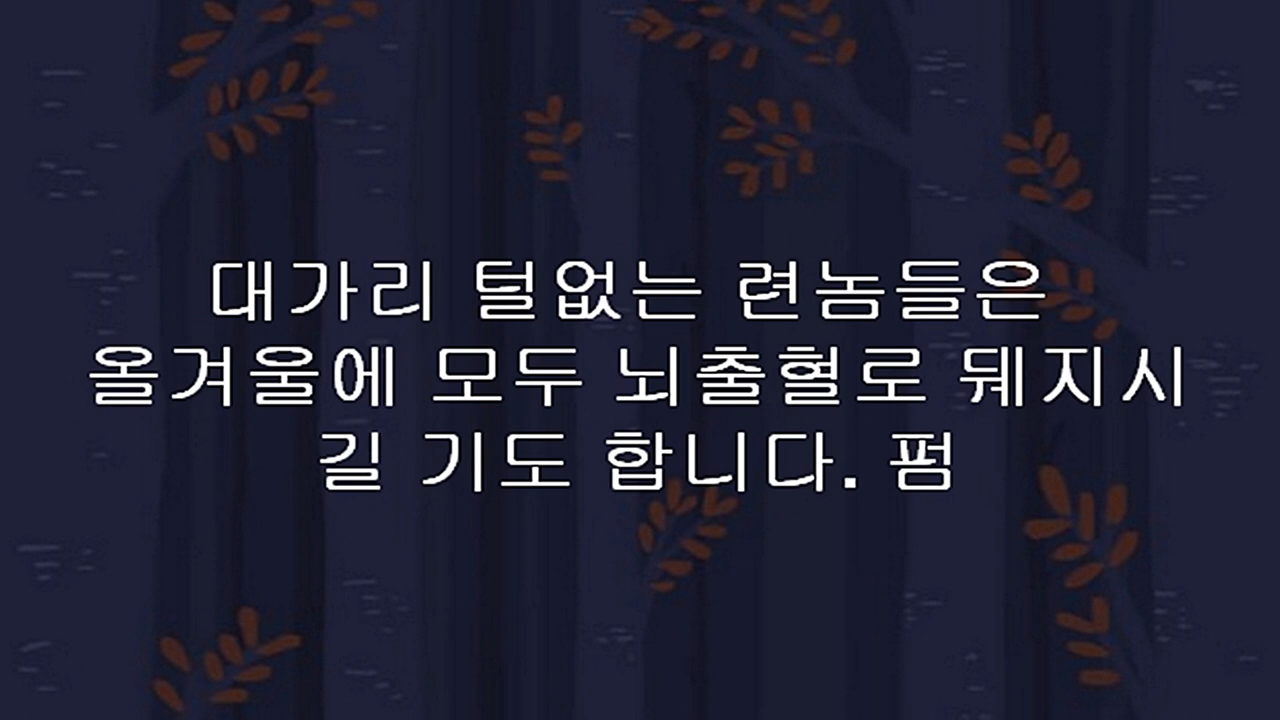 대가리 털없는 련놈들은
올겨울에 모두 뇌출혈로 뒈지시
길 기도 합니다. 펌